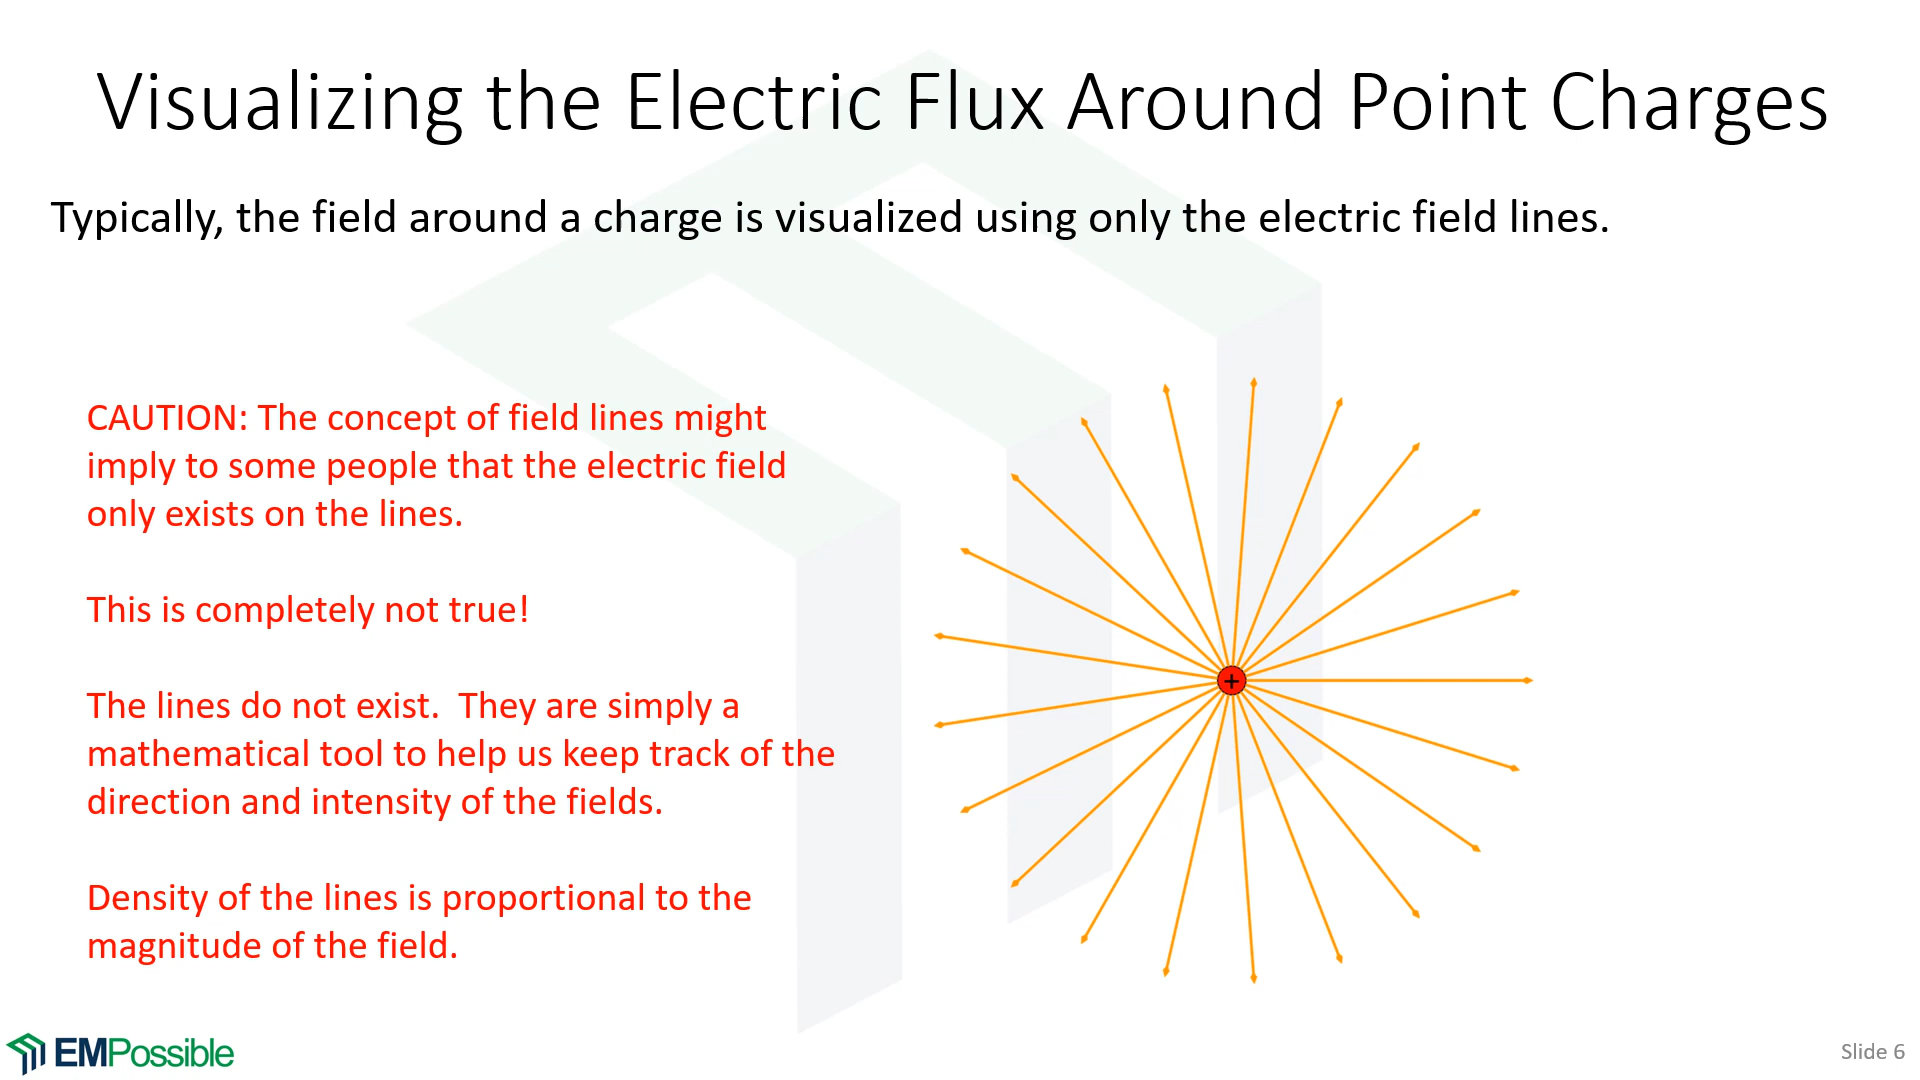 Visualizing the Electric Flux Around Point Charges
Typically, the field around a charge is visualized using only the electric field lines.
CAUTION: The concept of field lines might
imply to some people that the electric field
only exists on the lines.
This is completely not true!
The lines do not exist.  They are simply a
mathematical tool to help us keep track of the
direction and intensity of the fields.
Density of the lines is proportional to the
magnitude of the field.
+
EMPossible
Slide 6